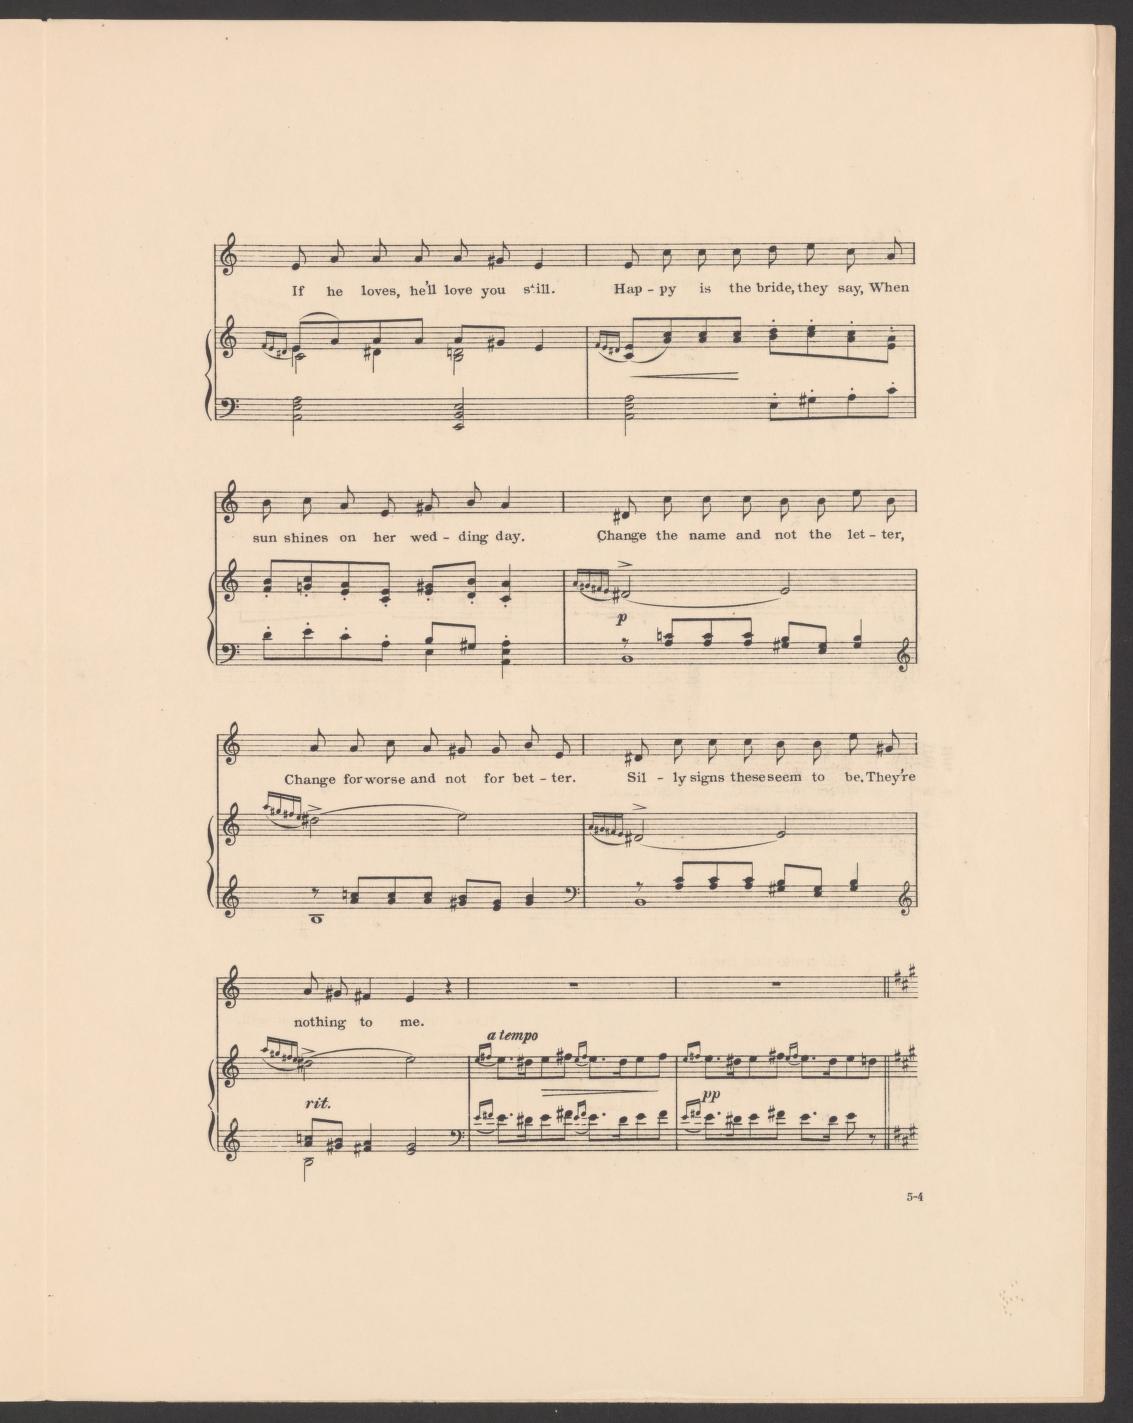 If he loves, he'll love you still. Hap - py is the bride, they say, When
sun shines on her wed - ding day. Change the name and not the let - ter,
p
Change for worse and not for bet - ter. Sil - ly signs these seem to be. They're
nothing to me.
a tempo
rit.
pp
5-4